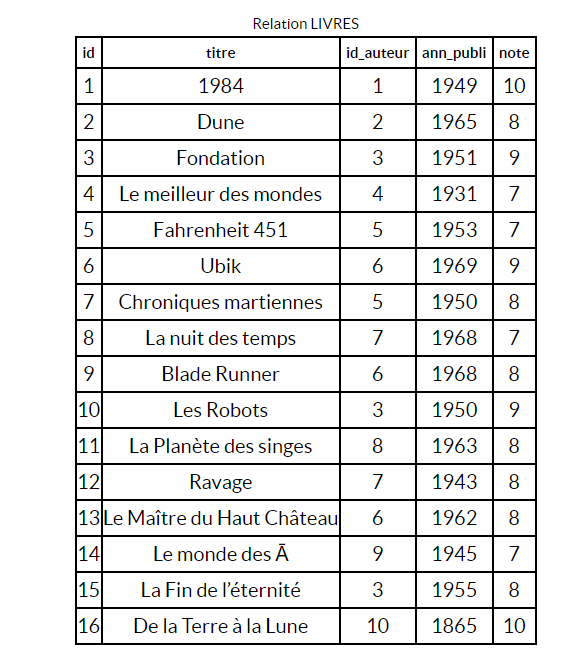 Relation LIVRES
id titre id_auteur ann_publi note
1 1984 1 1949 10
2 Dune 2 1965 8
3 Fondation 3 1951 9
4 Le meilleur des mondes 4 1931 7
5 Fahrenheit 451 5 1953 7
6 Ubik 6 1969 9
7 Chroniques martiennes 5 1950 8
8 La nuit des temps 7 1968 7
9 Blade Runner 6 1968 8
10 Les Robots 3 1950 9
11 La Planète des singes 8 1963 8
12 Ravage 7 1943 8
13 Le Maître du Haut Château 6 1962 8
14 Le monde des Ā 9 1945 7
15 La Fin de l’éternité 3 1955 8
16 De la Terre à la Lune 10 1865 10